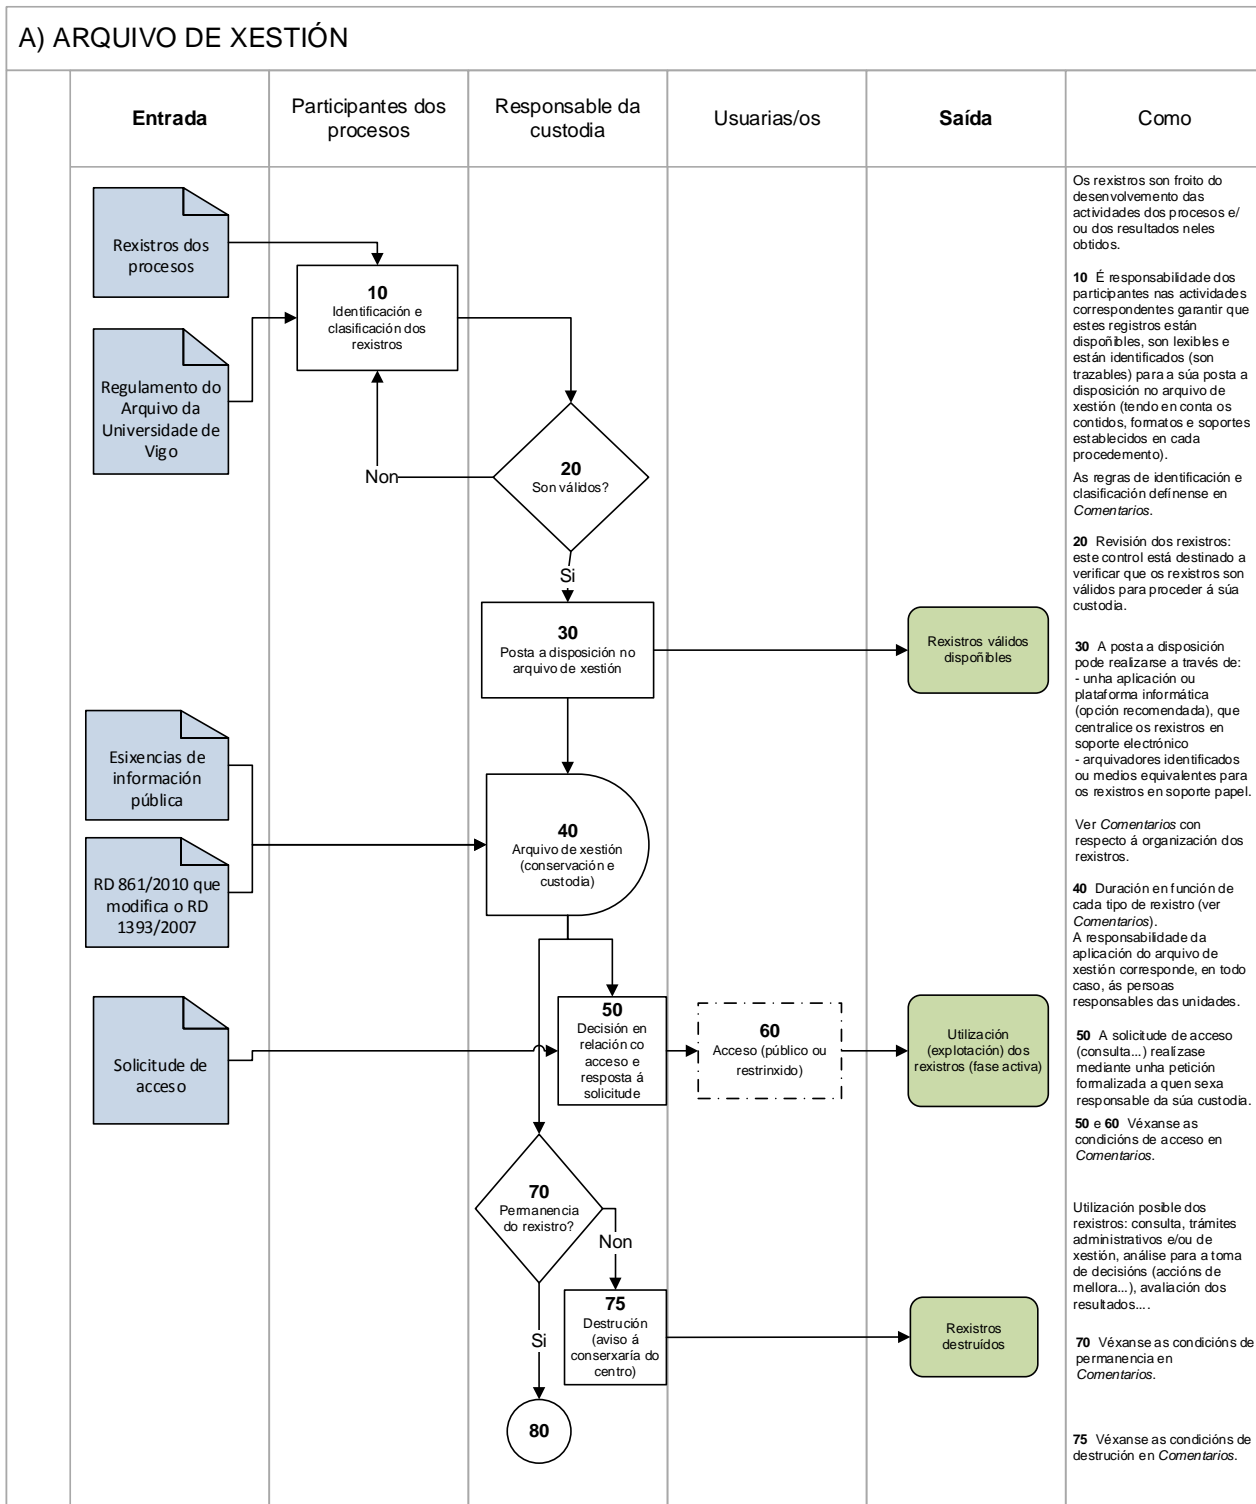 A) ARQUIVO DE XESTIÓN
Entrada
Participantes dos
procesos
Responsable da
custodia
Usuarias/os
Saída
Como
Rexistros dos
procesos
Regulamento do
Arquivo da
Universidade de
Vigo
10
Identificación e
clasificación dos
rexistros
20
Son válidos?
Non
Si
30
Posta a disposición no
arquivo de xestión
Rexistros válidos
dispoñibles
Esixencias de
información
pública
RD 861/2010 que
modifica o RD
1393/2007
40
Arquivo de xestión
(conservación e
custodia)
Solicitude de
acceso
50
Decisión en
relación co
acceso e
resposta á
solicitude
60
Acceso (público ou
restrinxido)
Utilización
(explotación) dos
rexistros (fase activa)
70
Permanencia
do rexistro?
Non
Si
75
Destrución
(aviso á
conserxaría do
centro)
Rexistros
destruídos
80
Os rexistros son froito do
desenvolvemento das
actividades dos procesos e/
ou dos resultados neles
obtidos.
10 É responsabilidade dos
participantes nas actividades
correspondentes garantir que
estes registros están
dispoñibles, son lexibles e
están identificados (son
trazables) para a súa posta a
disposición no arquivo de
xestión (tendo en conta os
contidos, formatos e soportes
establecidos en cada
procedemento).
As regras de identificación e
clasificación defínense en
Comentarios.
20 Revisión dos rexistros:
este control está destinado a
verificar que os rexistros son
válidos para proceder á súa
custodia.
30 A posta a disposición
pode realizarse a través de:
- unha aplicación ou
plataforma informática
(opción recomendada), que
centralice os rexistros en
soporte electrónico
- arquivadores identificados
ou medios equivalentes para
os rexistros en soporte papel.
Ver Comentarios con
respecto á organización dos
rexistros.
40 Duración en función de
cada tipo de rexistro (ver
Comentarios).
A responsabilidade da
aplicación do arquivo de
xestión corresponde, en todo
caso, ás persoas
responsables das unidades.
50 A solicitude de acceso
(consulta...) realízase
mediante unha petición
formalizada a quen sexa
responsable da súa custodia.
50 e 60 Véxanse as
condicións de acceso en
Comentarios.
Utilización posible dos
rexistros: consulta, trámites
administrativos e/ou de
xestión, análise para a toma
de decisións (accións de
mellora...), avaliación dos
resultados....
70 Véxanse as condicións de
permanencia en
Comentarios.
75 Véxanse as condicións de
destrución en Comentarios.